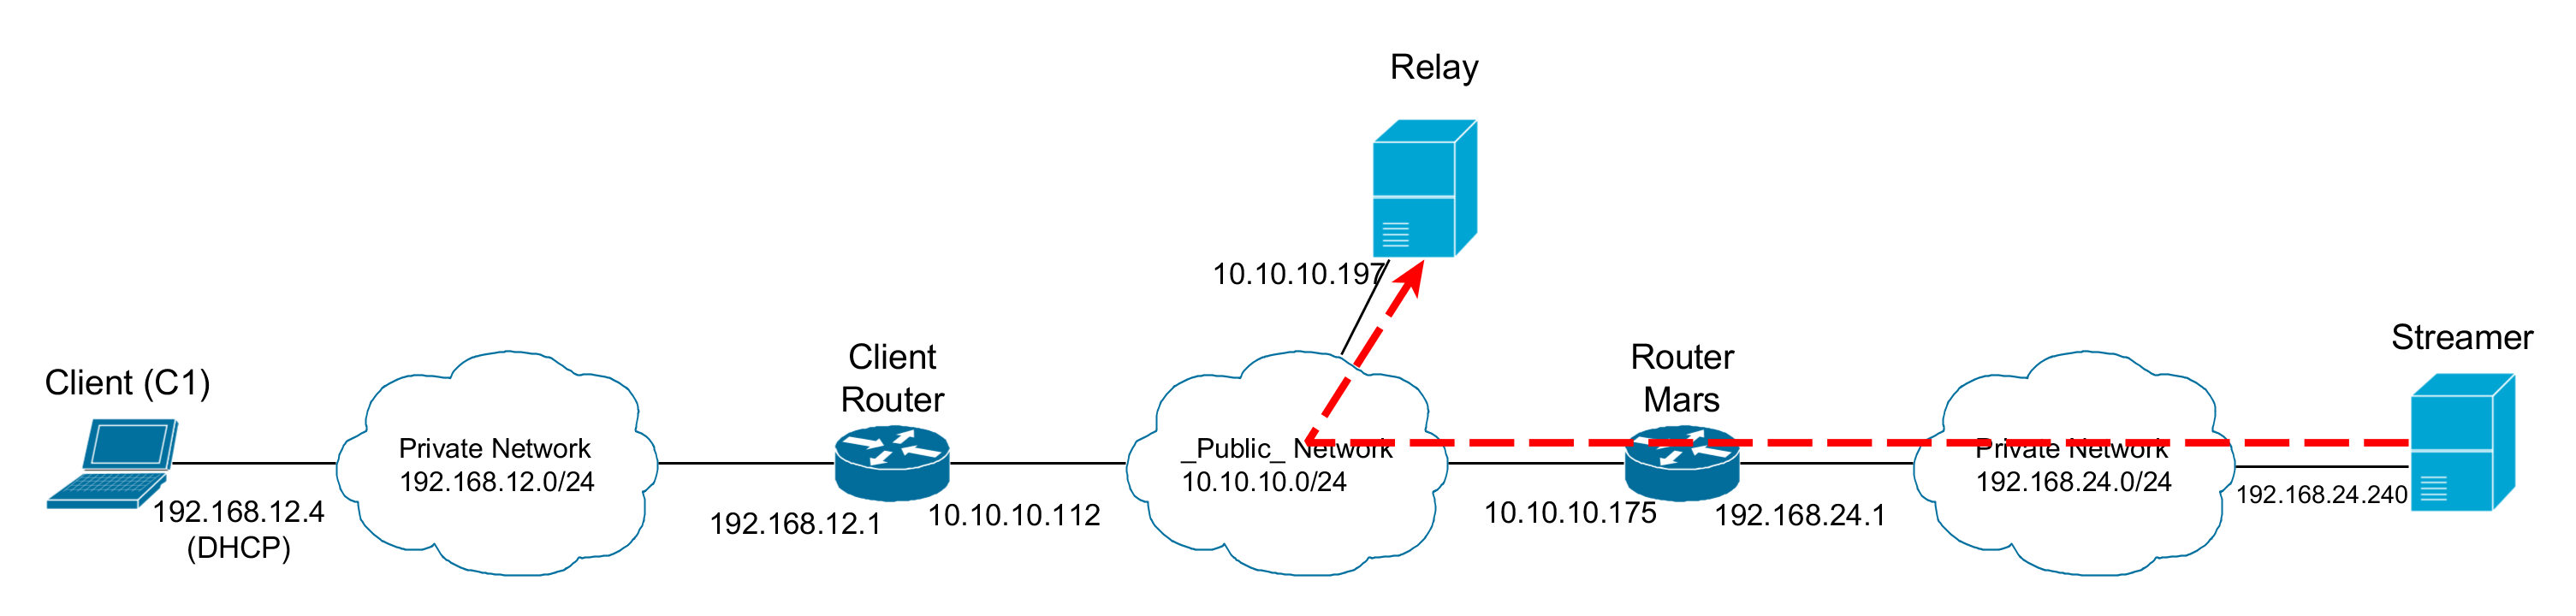 Relay
10.10.10.197
Streamer
Client (C1)
Client
Router
Router
Mars
Private Network
192.168.12.0/24
_Public_ Network
10.10.10.0/24
Private Network
192.168.24.0/24
192.168.12.4
(DHCP)
192.168.12.1
10.10.10.112
10.10.10.175
192.168.24.1
192.168.24.240